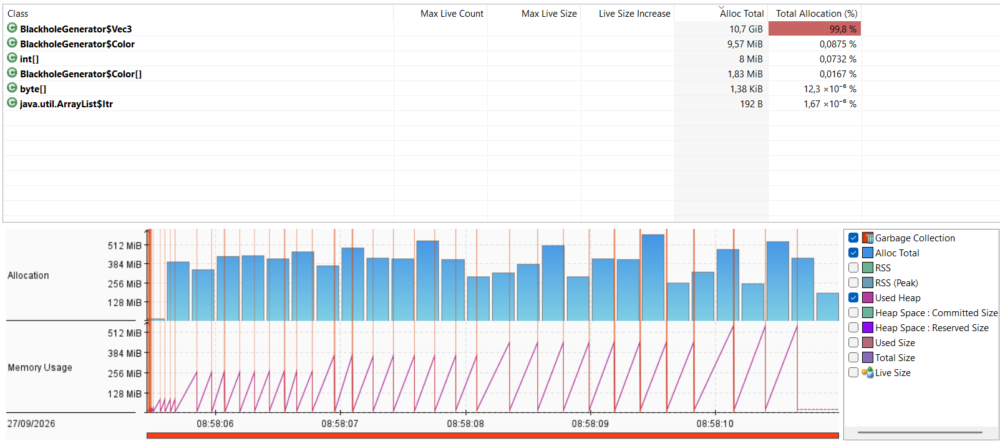 Class Max Live Count Max Live Size Live Size Increase Alloc Total Total Allocation (%)
BlackholeGenerator$Vec3 10,7 GiB 99,8 %
BlackholeGenerator$Color 9,57 MiB 0,0875 %
int[] 8 MiB 0,0732 %
BlackholeGenerator$Color[] 1,83 MiB 0,0167 %
byte[] 1,38 KiB 12,3 ×10⁻⁶ %
java.util.ArrayList$Itr 192 B 1,67 ×10⁻⁶ %
Allocation
512 MiB
384 MiB
256 MiB
128 MiB
Memory Usage
512 MiB
384 MiB
256 MiB
128 MiB
27/09/2026 08:58:06 08:58:07 08:58:08 08:58:09 08:58:10
Garbage Collection
Alloc Total
RSS
RSS (Peak)
Used Heap
Heap Space : Committed Size
Heap Space : Reserved Size
Used Size
Total Size
Live Size